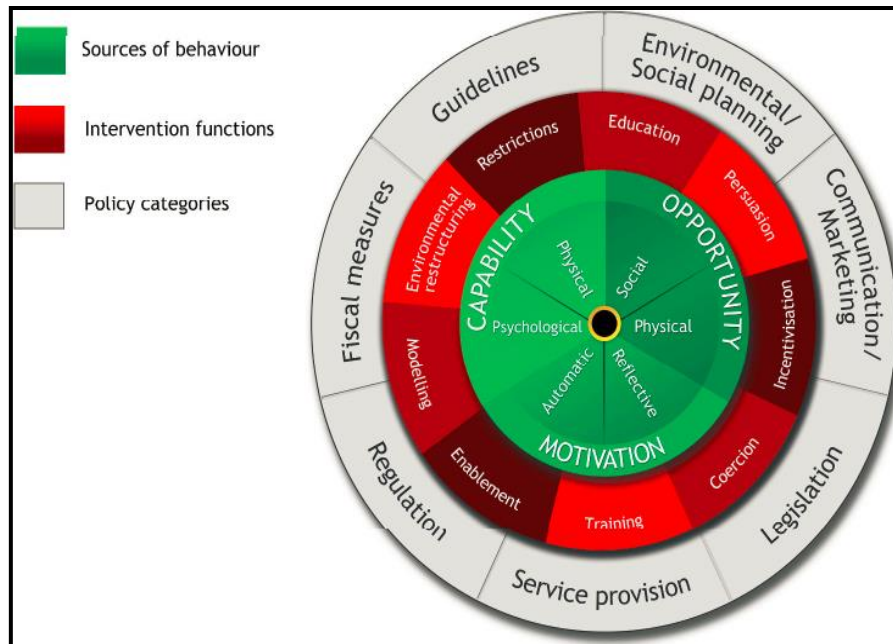 Sources of behaviour
Intervention functions
Policy categories
Guidelines
Environmental/
Social planning
Communication/
Marketing
Legislation
Service provision
Regulation
Fiscal measures
Restrictions
Education
Persuasion
Incentivisation
Coercion
Training
Enablement
Modelling
Environmental
restructuring
CAPABILITY
OPPORTUNITY
MOTIVATION
Physical
Social
Psychological
Physical
Automatic
Reflective